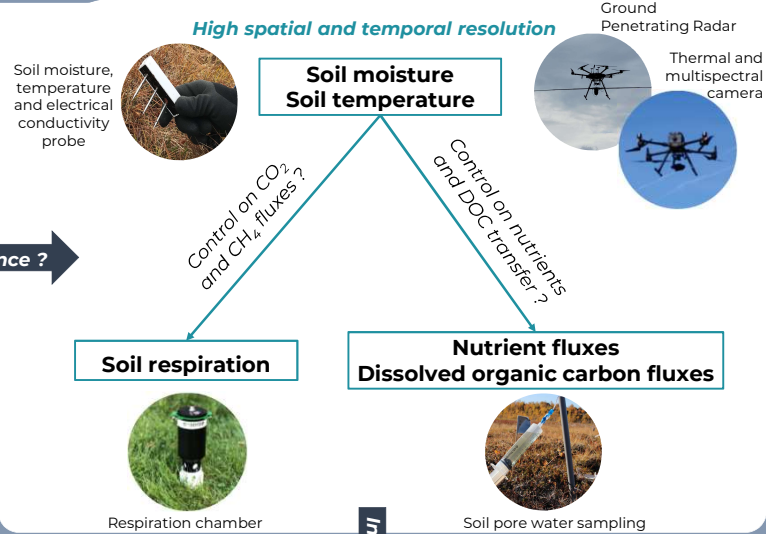 High spatial and temporal resolution
Ground
Penetrating Radar
Soil moisture,
temperature
and electrical
conductivity
probe
Soil moisture
Soil temperature
Thermal and
multispectral
camera
Control on CO₂
and CH₄ fluxes ?
Control on nutrients
and DOC transfer ?
nce ?
Soil respiration
Nutrient fluxes
Dissolved organic carbon fluxes
Respiration chamber
Soil pore water sampling
In